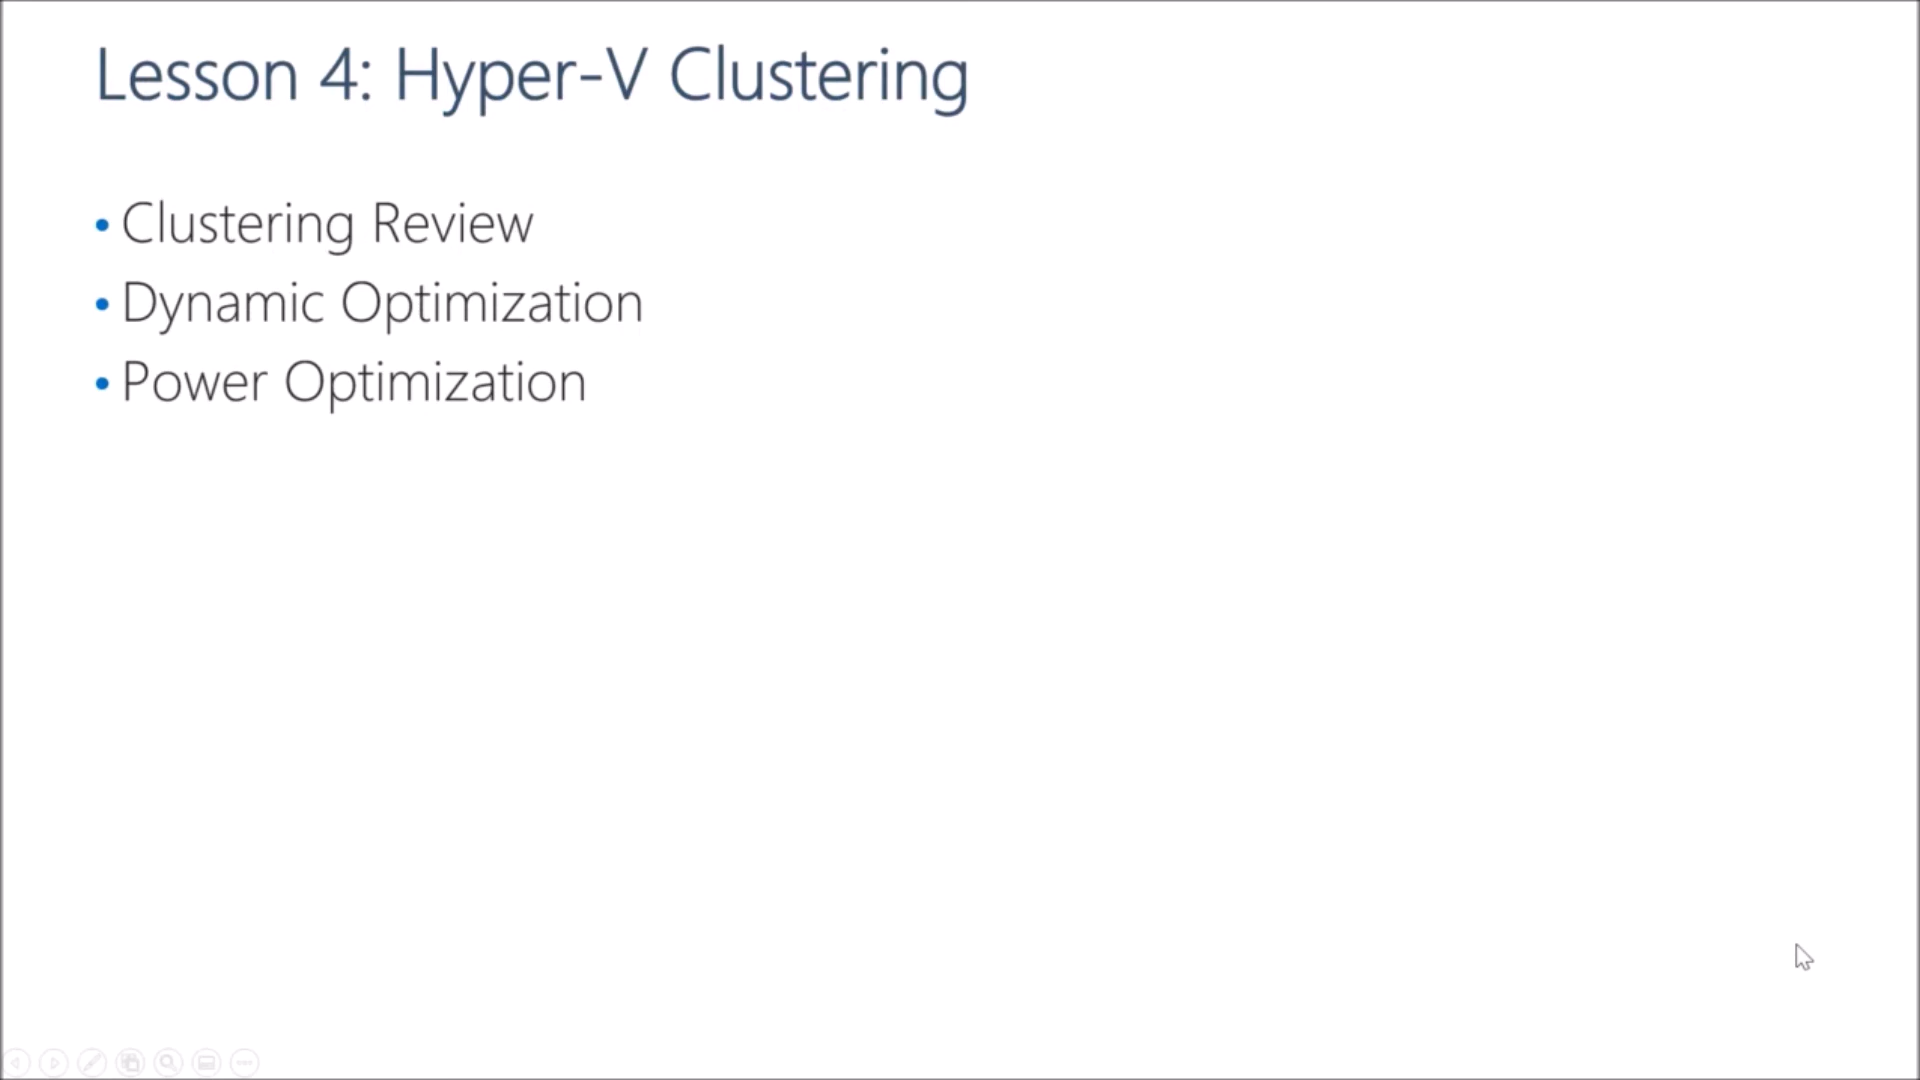 Lesson 4: Hyper-V Clustering
• Clustering Review
• Dynamic Optimization
• Power Optimization